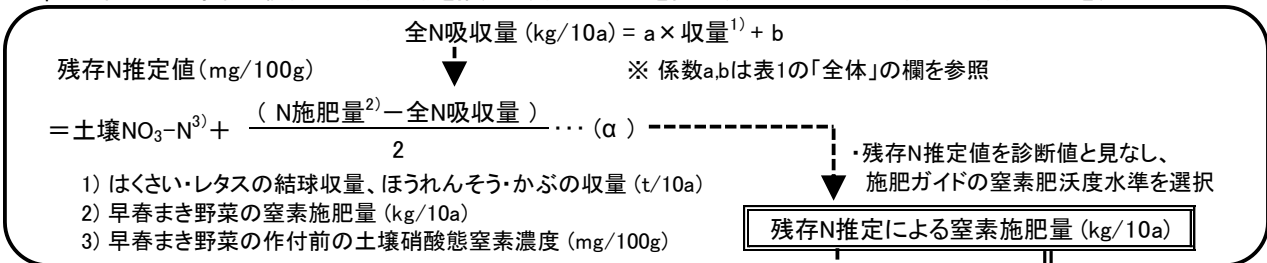 全N吸収量 (kg/10a) = a× 収量1) + b
残存N推定値(mg/100g)
※ 係数a,bは表1の「全体」の欄を参照
=土壌NO3-N3)+ ( N施肥量2)-全N吸収量 ) / 2 ··· (α )
・残存N推定値を診断値と見なし、
施肥ガイドの窒素肥沃度水準を選択
1) はくさい・レタスの結球収量、ほうれんそう・かぶの収量 (t/10a)
2) 早春まき野菜の窒素施肥量 (kg/10a)
3) 早春まき野菜の作付前の土壌硝酸態窒素濃度 (mg/100g)
残存N推定による窒素施肥量 (kg/10a)